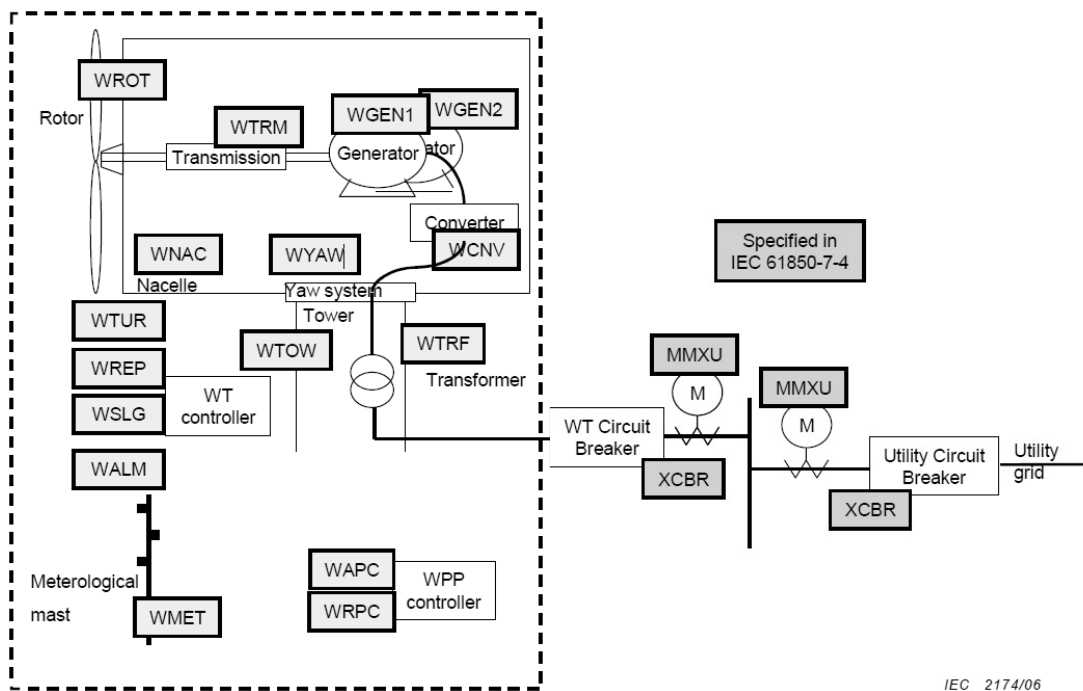 WROT
Rotor
WTRM
WGEN1
WGEN2
Transmission
Generator
ator
Converter
WCNV
WNAC
Nacelle
WYAW
Yaw system
Tower
Specified in
IEC 61850-7-4
WTUR
WTOW
WTRF
Transformer
WREP
WSLG
WT
controller
WALM
MMXU
M
MMXU
M
WT Circuit
Breaker
XCBR
Utility Circuit
Breaker
XCBR
Utility
grid
Meterological
mast
WMET
WAPC
WRPC
WPP
controller
IEC 2174/06